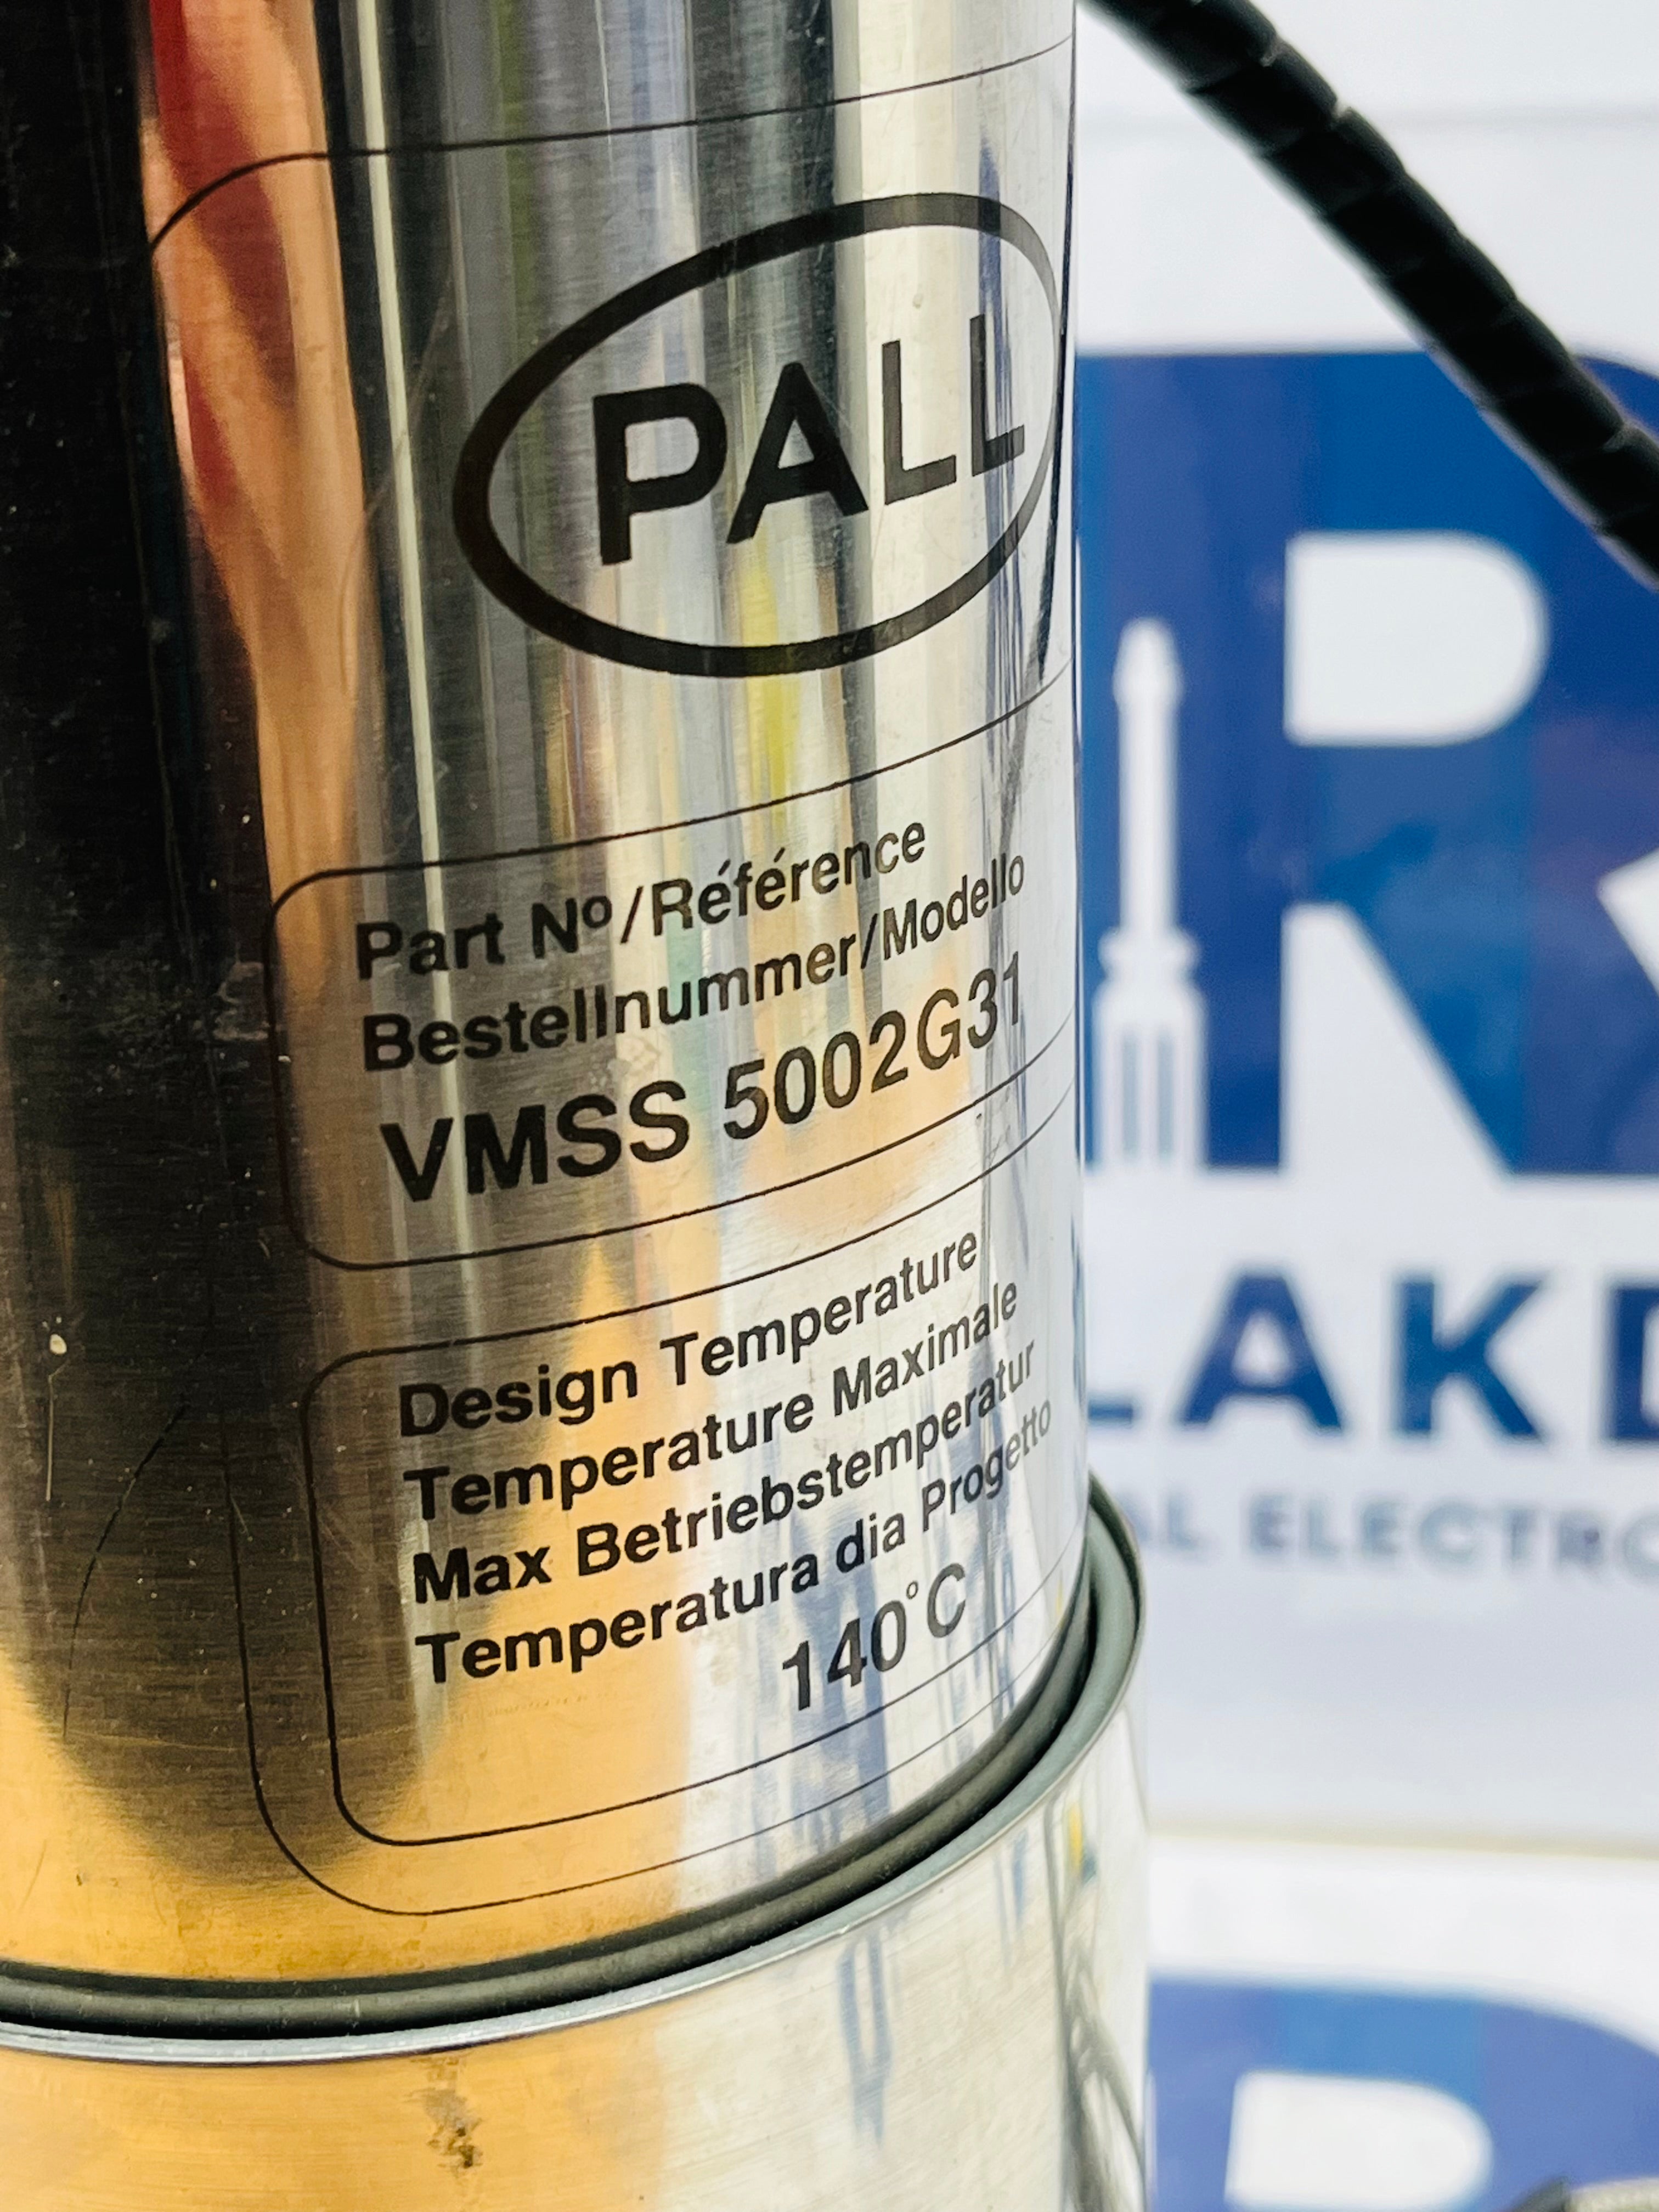 PALL
Part Nº/Référence
Bestellnummer/Modello
VMSS 5002G31
Design Temperature
Temperature Maximale
Max Betriebstemperatur
Temperatura dia Progetto
140°C
R
LAK
AL ELECTRO